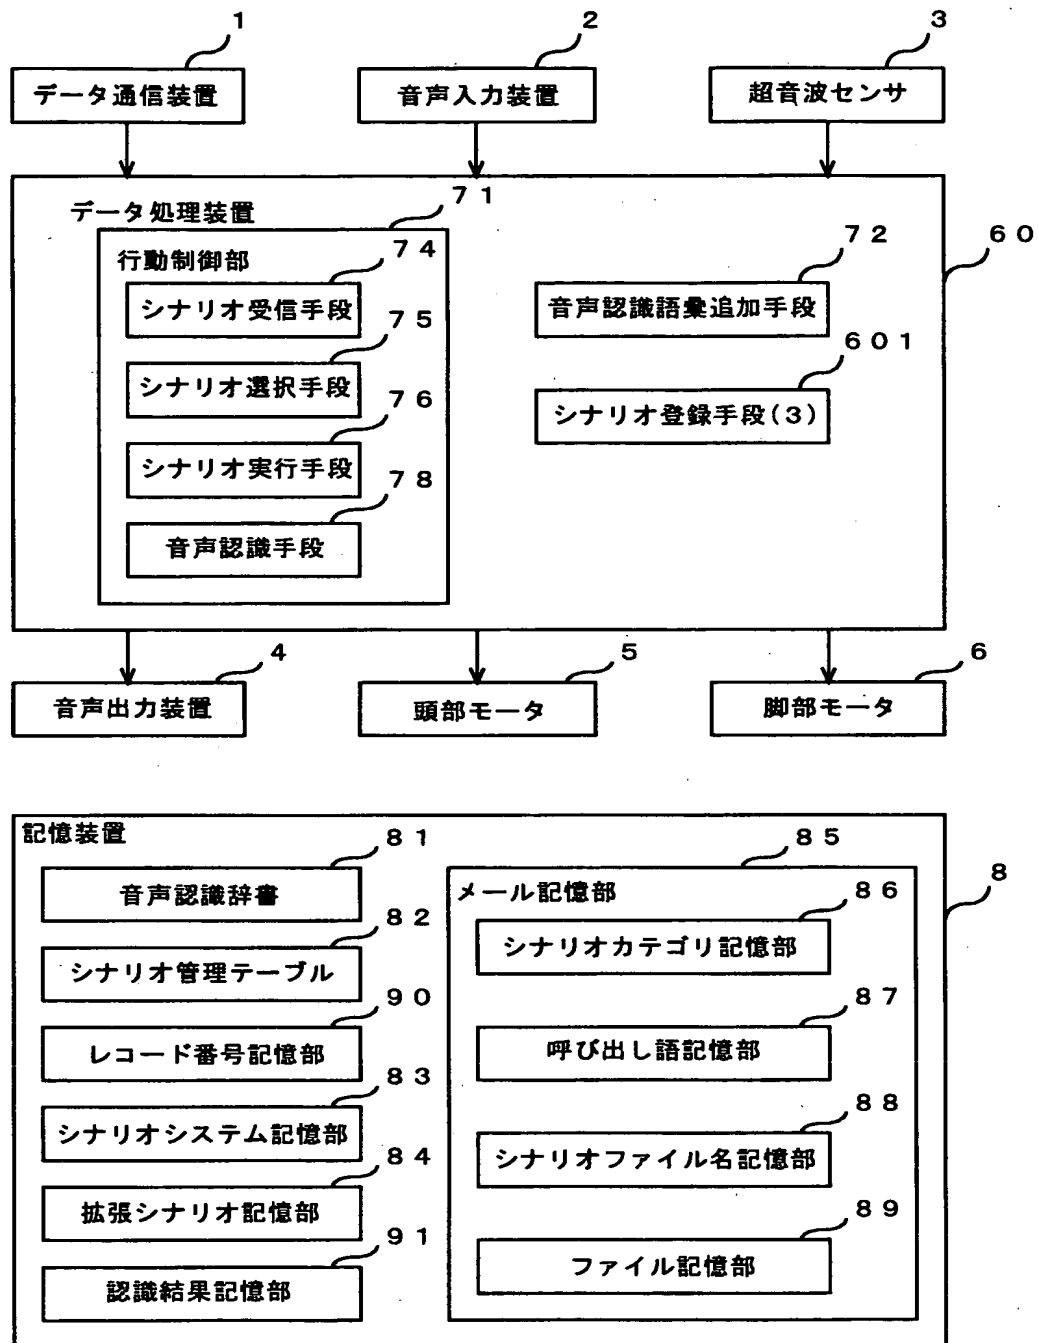 １
２
３
データ通信装置
音声入力装置
超音波センサ
データ処理装置
７１
６０
行動制御部
７４
シナリオ受信手段
７５
シナリオ選択手段
７６
シナリオ実行手段
７８
音声認識手段
７２
音声認識語彙追加手段
６０１
シナリオ登録手段(３)
４
５
６
音声出力装置
頭部モータ
脚部モータ
記憶装置
８
８１
音声認識辞書
８２
シナリオ管理テーブル
９０
レコード番号記憶部
８３
シナリオシステム記憶部
８４
拡張シナリオ記憶部
９１
認識結果記憶部
８５
メール記憶部
８６
シナリオカテゴリ記憶部
８７
呼び出し語記憶部
８８
シナリオファイル名記憶部
８９
ファイル記憶部